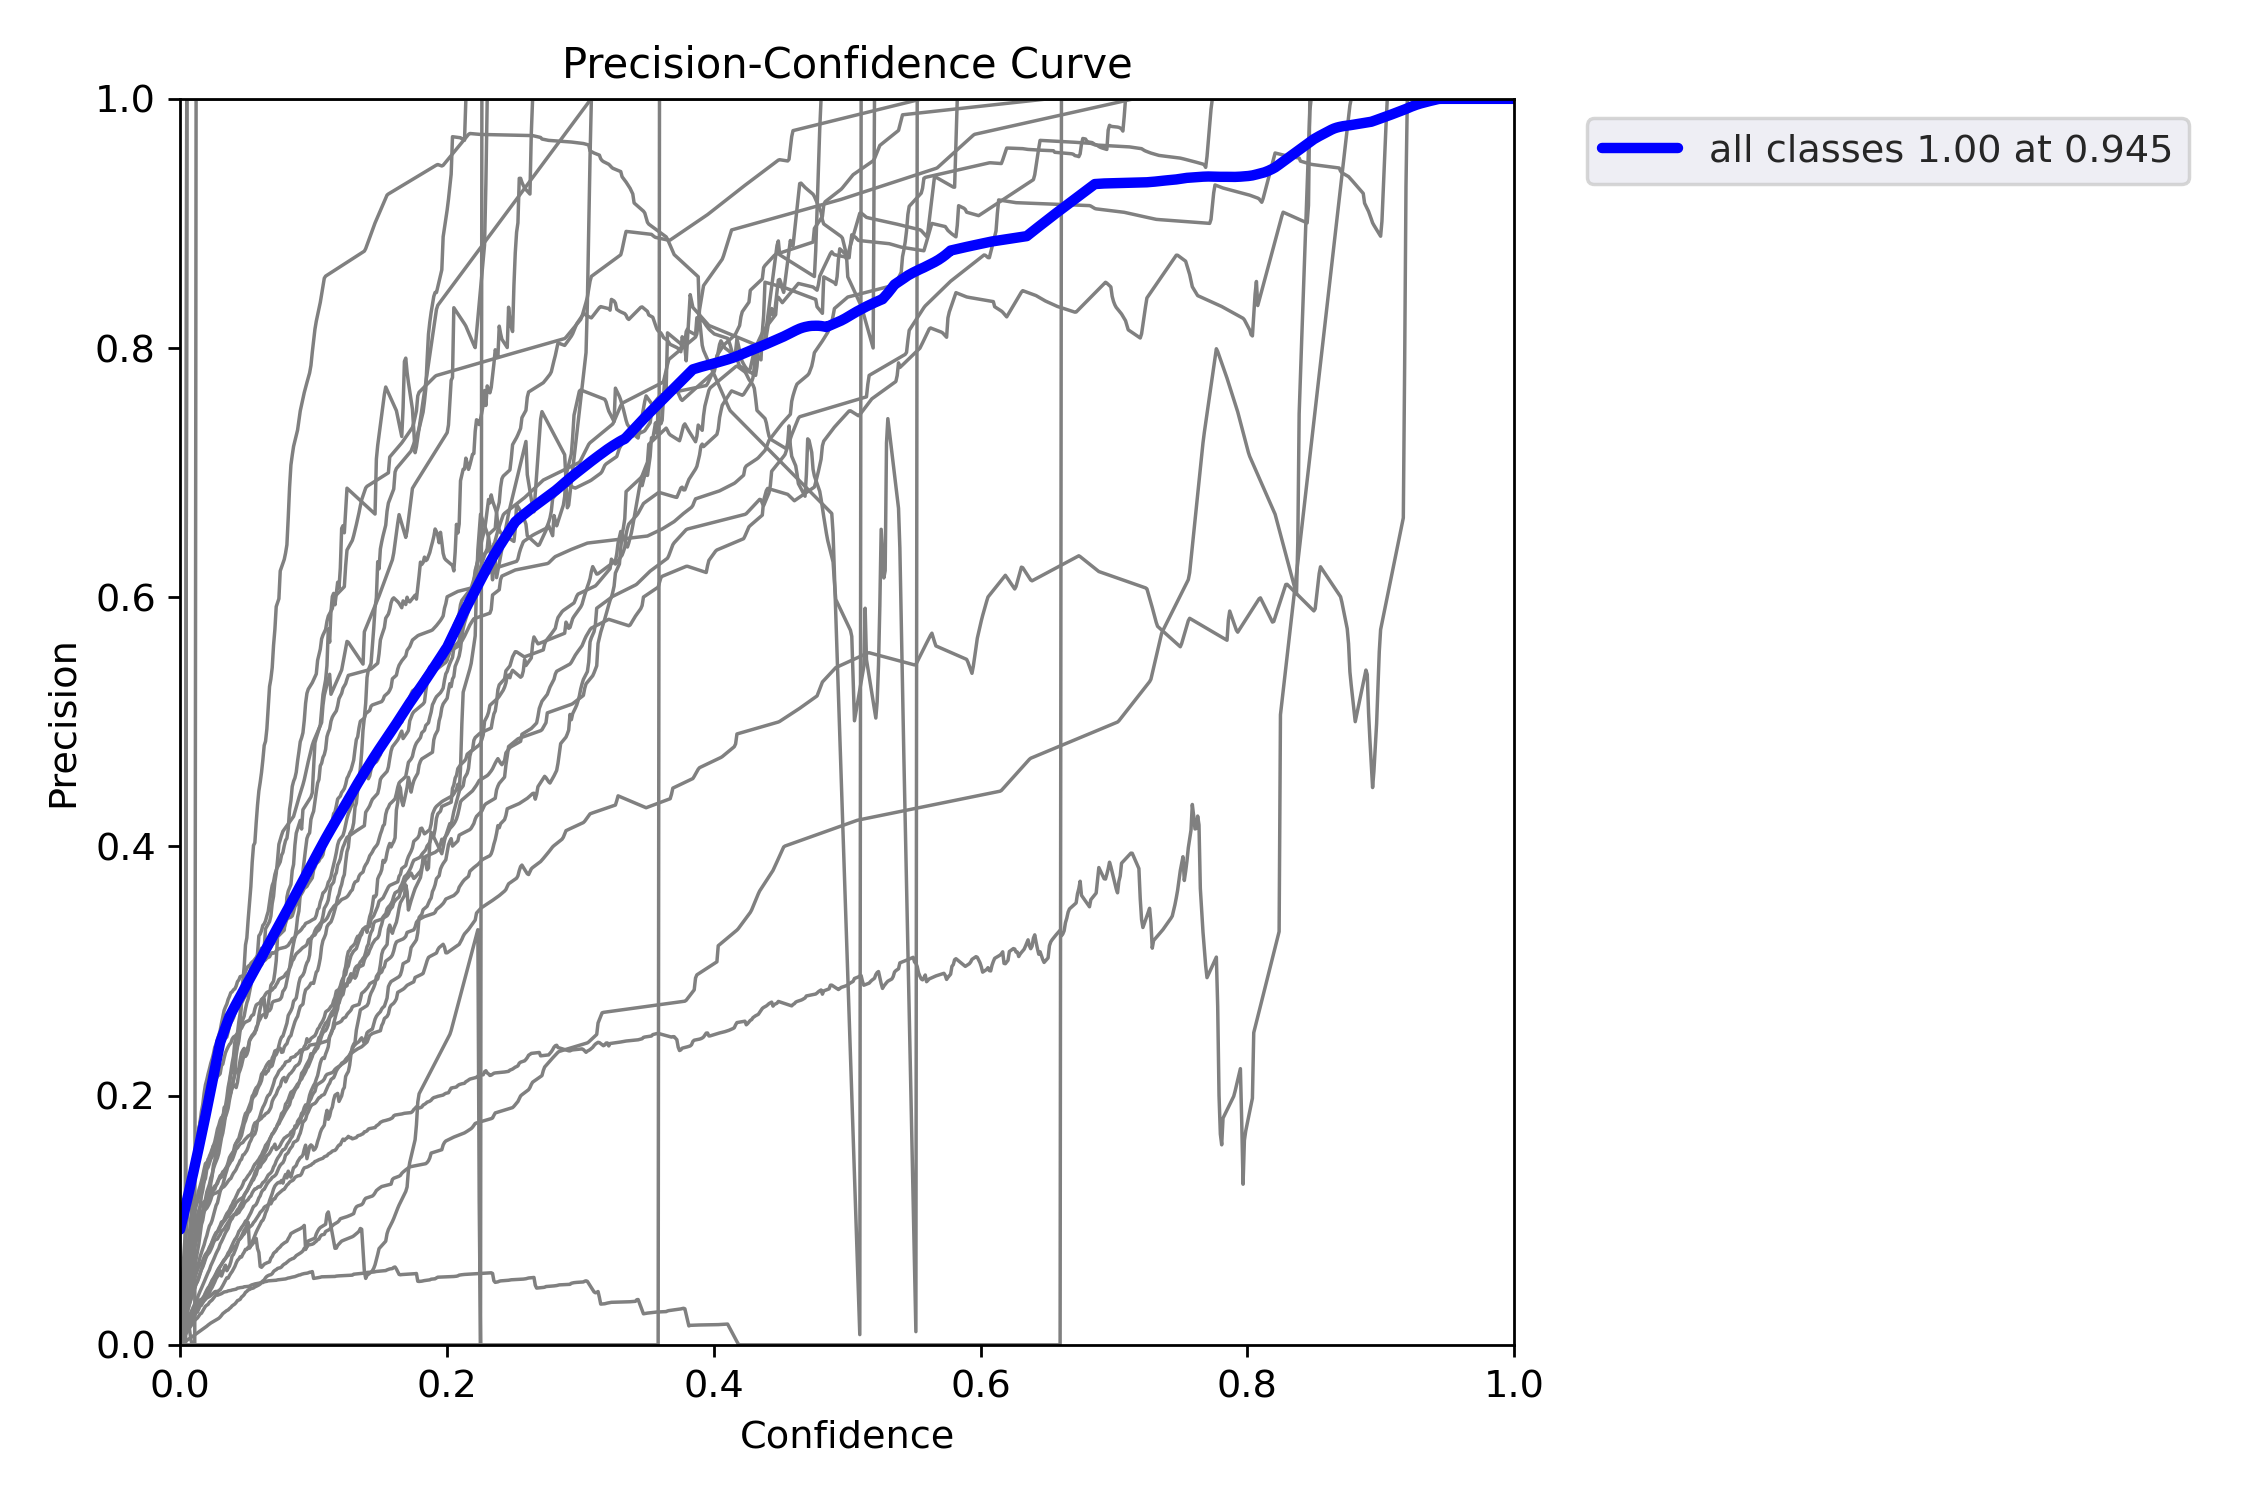 Precision-Confidence Curve
1.0
0.8
0.6
0.4
0.2
0.0
Precision
0.0 0.2 0.4 0.6 0.8 1.0
Confidence
all classes 1.00 at 0.945